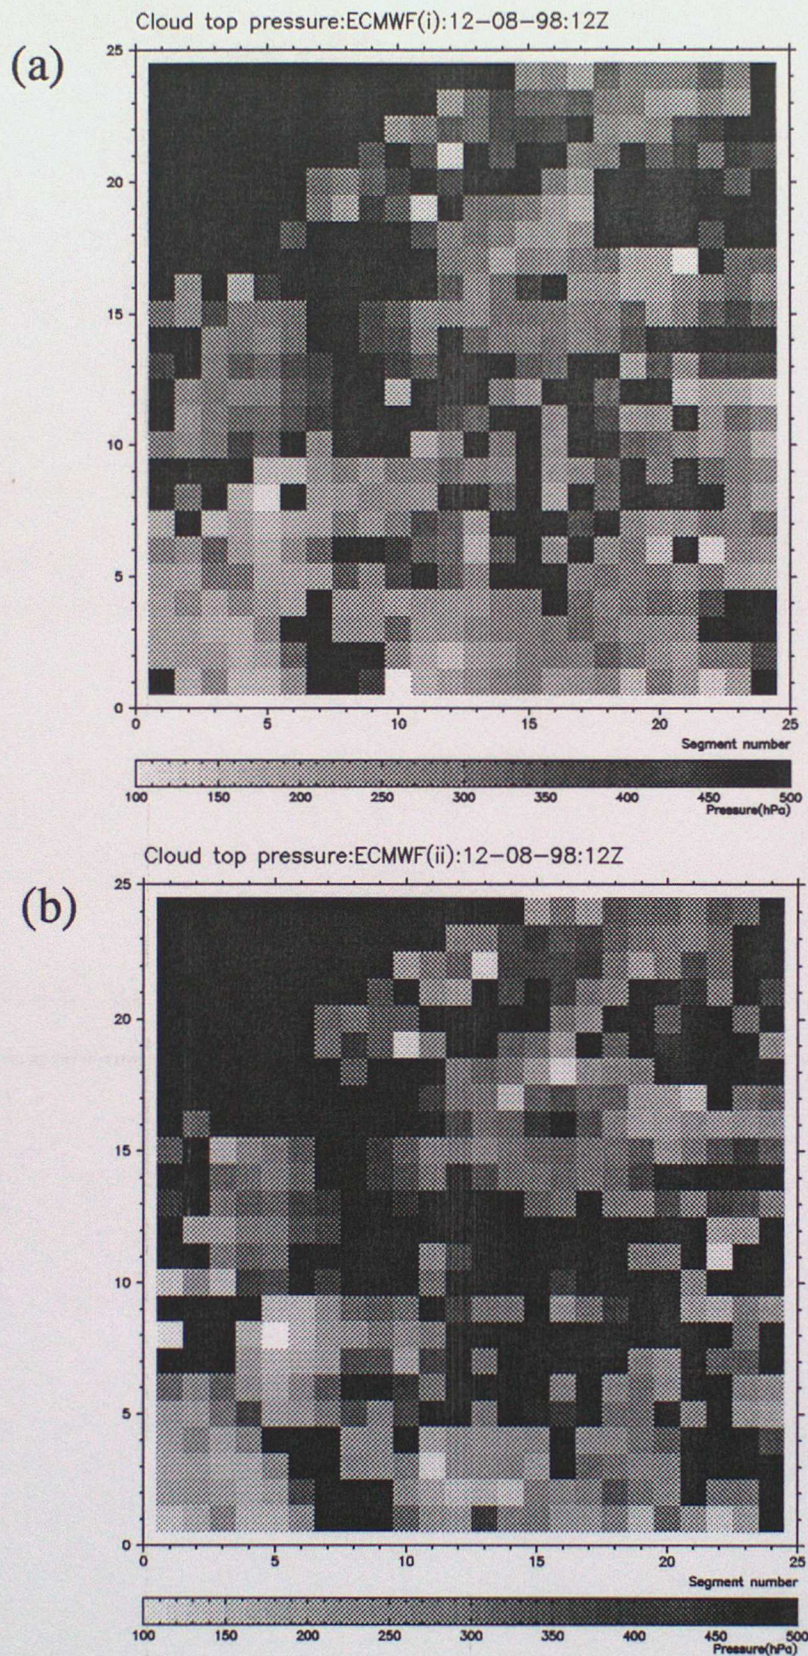 Cloud top pressure:ECMWF(i):12-08-98:12Z
(a)
25
20
15
10
5
0
0 5 10 15 20 25
Segment number
100 150 200 250 300 350 400 450 500
Pressure(hPa)
Cloud top pressure:ECMWF(ii):12-08-98:12Z
(b)
25
20
15
10
5
0
0 5 10 15 20 25
Segment number
100 150 200 250 300 350 400 450 500
Pressure(hPa)